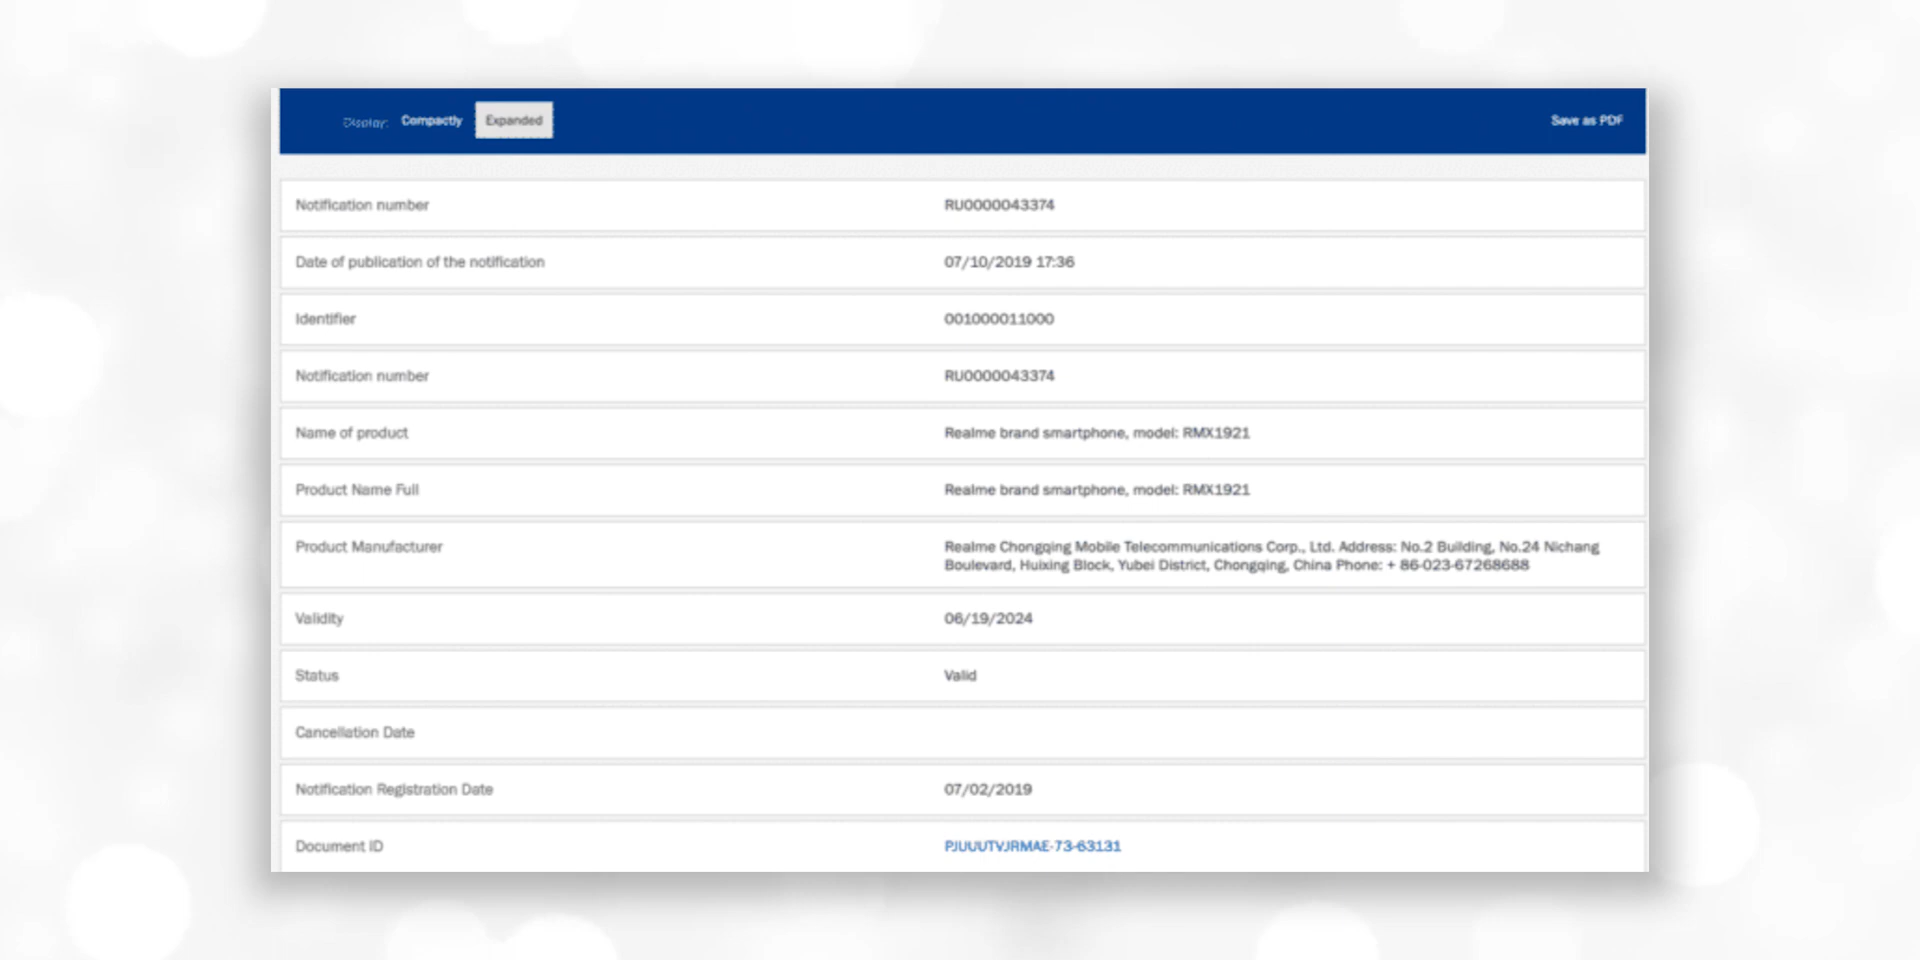 Display: Compactly Expanded Save as PDF
Notification number RU0000043374
Date of publication of the notification 07/10/2019 17:36
Identifier 001000011000
Notification number RU0000043374
Name of product Realme brand smartphone, model: RMX1921
Product Name Full Realme brand smartphone, model: RMX1921
Product Manufacturer Realme Chongqing Mobile Telecommunications Corp., Ltd. Address: No.2 Building, No.24 Nichang
Boulevard, Huixing Block, Yubei District, Chongqing, China Phone: + 86-023-67268688
Validity 06/19/2024
Status Valid
Cancellation Date
Notification Registration Date 07/02/2019
Document ID PJUUUTVJRMAE-73-63131